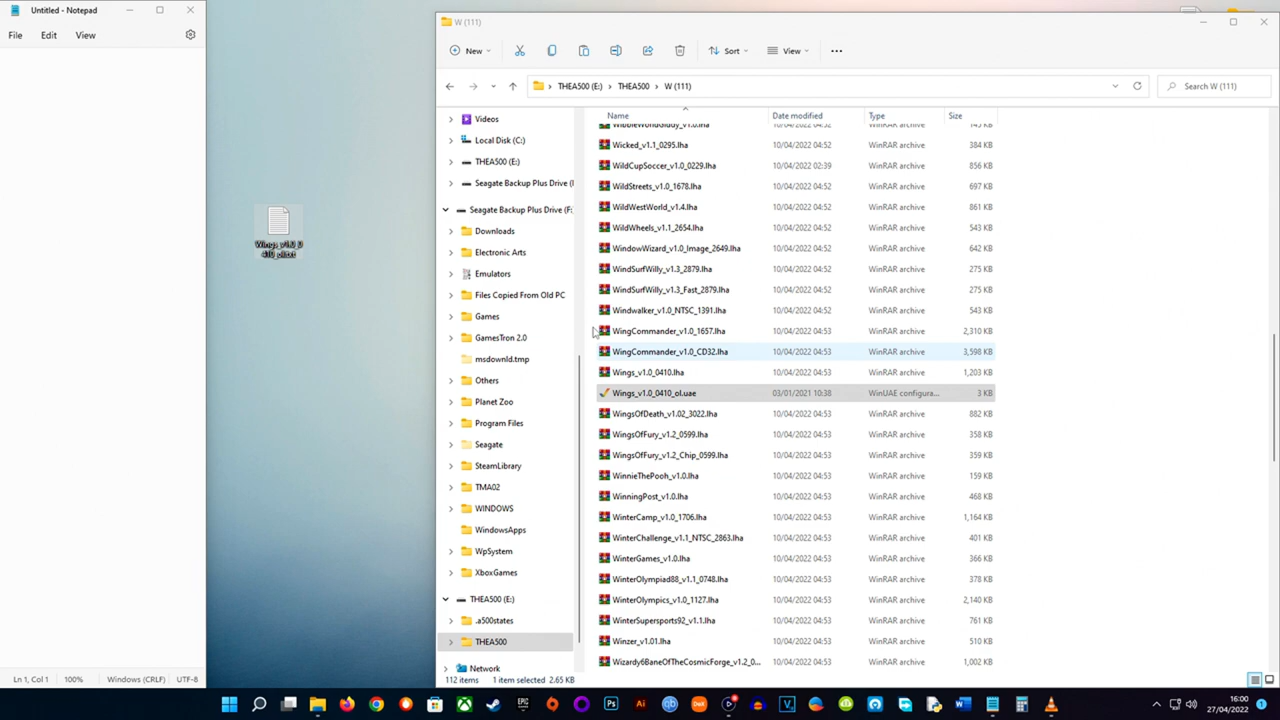 Untitled - Notepad
File Edit View
Ln 1, Col 1 100% Windows (CRLF) UTF-8
Wings_v1.0_0
410_ol.txt
W (111)
New Sort View
THEA500 (E:) > THEA500 > W (111)
Search W (111)
Videos
Local Disk (C:)
THEA500 (E:)
Seagate Backup Plus Drive (
Seagate Backup Plus Drive (F:
Downloads
Electronic Arts
Emulators
Files Copied From Old PC
Games
GamesTron 2.0
msdownld.tmp
Others
Planet Zoo
Program Files
Seagate
SteamLibrary
TMA02
WINDOWS
WindowsApps
WpSystem
XboxGames
THEA500 (E:)
.a500states
THEA500
Network
Name Date modified Type Size
WibbleWorldGiddy_v1.0.lha 10/04/2022 04:52 WinRAR archive 145 KB
Wicked_v1.1_0295.lha 10/04/2022 04:52 WinRAR archive 384 KB
WildCupSoccer_v1.0_0229.lha 10/04/2022 02:39 WinRAR archive 856 KB
WildStreets_v1.0_1678.lha 10/04/2022 04:52 WinRAR archive 697 KB
WildWestWorld_v1.4.lha 10/04/2022 04:52 WinRAR archive 861 KB
WildWheels_v1.1_2654.lha 10/04/2022 04:52 WinRAR archive 543 KB
WindowWizard_v1.0_Image_2649.lha 10/04/2022 04:52 WinRAR archive 642 KB
WindSurfWilly_v1.3_2879.lha 10/04/2022 04:52 WinRAR archive 275 KB
WindSurfWilly_v1.3_Fast_2879.lha 10/04/2022 04:52 WinRAR archive 275 KB
Windwalker_v1.0_NTSC_1391.lha 10/04/2022 04:52 WinRAR archive 543 KB
WingCommander_v1.0_1657.lha 10/04/2022 04:53 WinRAR archive 2,310 KB
WingCommander_v1.0_CD32.lha 10/04/2022 04:53 WinRAR archive 3,598 KB
Wings_v1.0_0410.lha 10/04/2022 04:53 WinRAR archive 1,203 KB
Wings_v1.0_0410_ol.uae 03/01/2021 10:38 WinUAE configura... 3 KB
WingsOfDeath_v1.02_3022.lha 10/04/2022 04:53 WinRAR archive 882 KB
WingsOfFury_v1.2_0599.lha 10/04/2022 04:53 WinRAR archive 358 KB
WingsOfFury_v1.2_Chip_0599.lha 10/04/2022 04:53 WinRAR archive 359 KB
WinnieThePooh_v1.0.lha 10/04/2022 04:53 WinRAR archive 159 KB
WinningPost_v1.0.lha 10/04/2022 04:53 WinRAR archive 468 KB
WinterCamp_v1.0_1706.lha 10/04/2022 04:53 WinRAR archive 1,164 KB
WinterChallenge_v1.1_NTSC_2863.lha 10/04/2022 04:53 WinRAR archive 401 KB
WinterGames_v1.0.lha 10/04/2022 04:53 WinRAR archive 366 KB
WinterOlympiad88_v1.1_0748.lha 10/04/2022 04:53 WinRAR archive 378 KB
WinterOlympics_v1.0_1127.lha 10/04/2022 04:53 WinRAR archive 2,140 KB
WinterSupersports92_v1.1.lha 10/04/2022 04:53 WinRAR archive 761 KB
Winzer_v1.01.lha 10/04/2022 04:53 WinRAR archive 510 KB
Wizardy6BaneOfTheCosmicForge_v1.2_0... 10/04/2022 04:53 WinRAR archive 1,002 KB
112 items 1 item selected 2.65 KB
16:00
27/04/2022